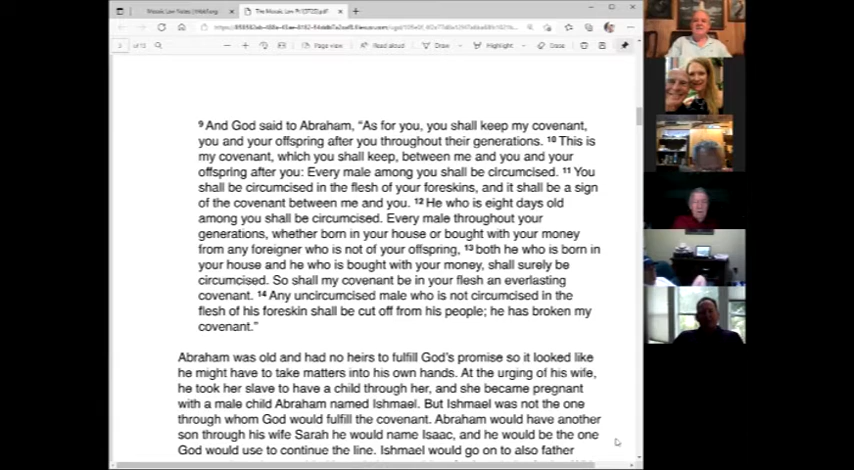 Page view
Read aloud
Draw
Highlight
Erase
9 And God said to Abraham, “As for you, you shall keep my covenant,
you and your offspring after you throughout their generations. 10 This is
my covenant, which you shall keep, between me and you and your
offspring after you: Every male among you shall be circumcised. 11 You
shall be circumcised in the flesh of your foreskins, and it shall be a sign
of the covenant between me and you. 12 He who is eight days old
among you shall be circumcised. Every male throughout your
generations, whether born in your house or bought with your money
from any foreigner who is not of your offspring, 13 both he who is born in
your house and he who is bought with your money, shall surely be
circumcised. So shall my covenant be in your flesh an everlasting
covenant. 14 Any uncircumcised male who is not circumcised in the
flesh of his foreskin shall be cut off from his people; he has broken my
covenant.”
Abraham was old and had no heirs to fulfill God’s promise so it looked like
he might have to take matters into his own hands. At the urging of his wife,
he took her slave to have a child through her, and she became pregnant
with a male child Abraham named Ishmael. But Ishmael was not the one
through whom God would fulfill the covenant. Abraham would have another
son through his wife Sarah he would name Isaac, and he would be the one
God would use to continue the line. Ishmael would go on to also father